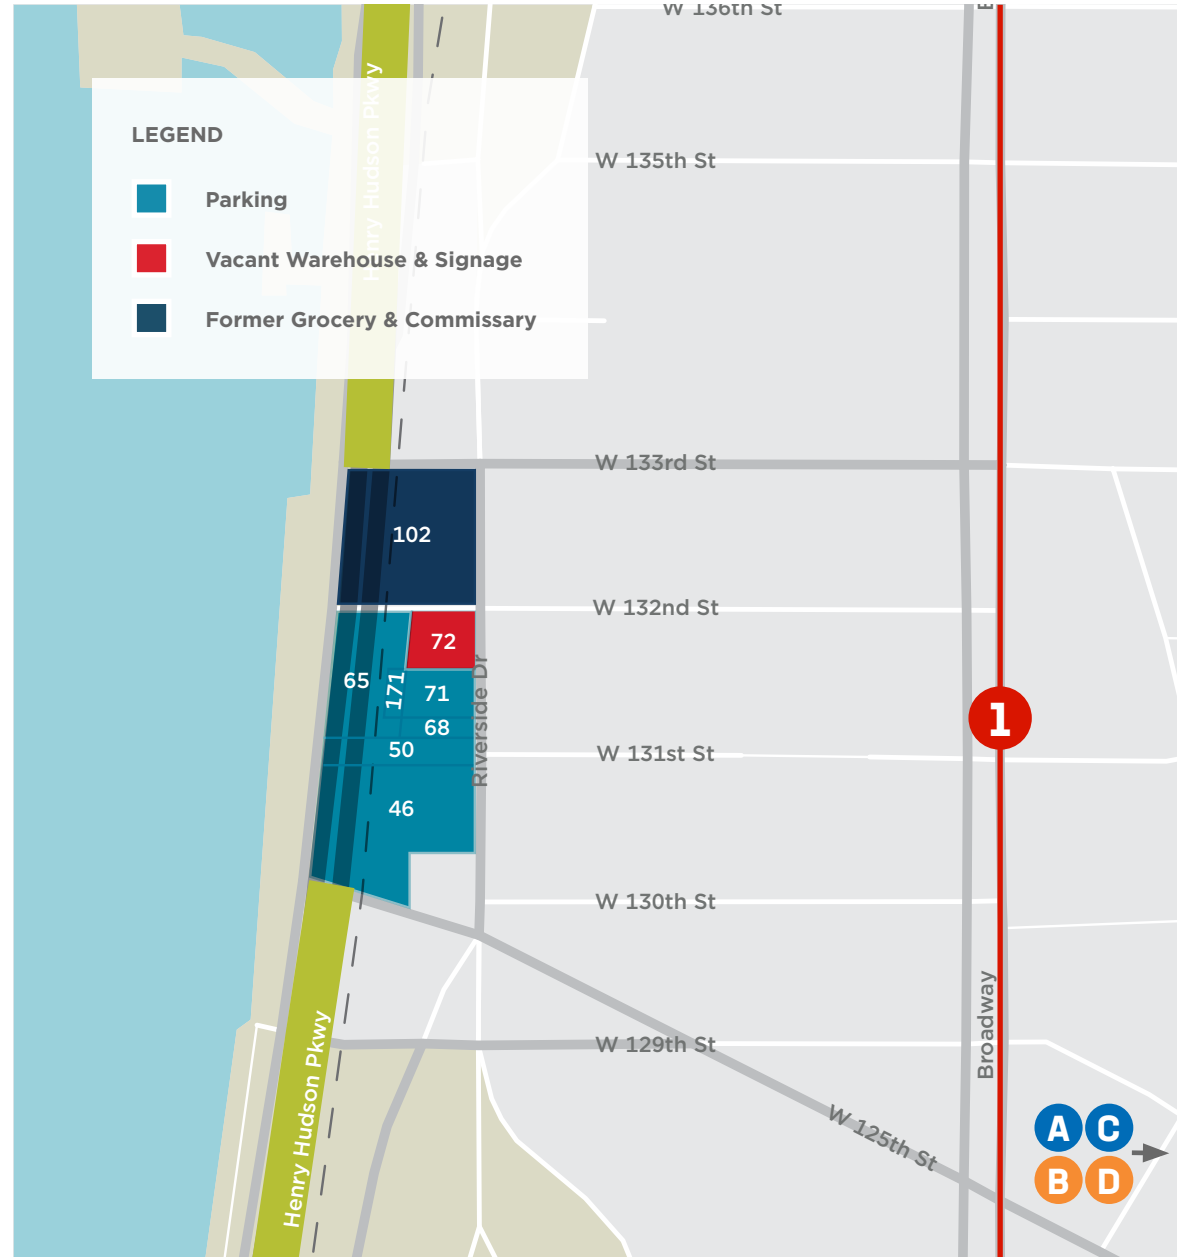 W 136th St
Henry Hudson Pkwy
LEGEND
Parking
Vacant Warehouse & Signage
Former Grocery & Commissary
W 135th St
W 133rd St
102
W 132nd St
72
65
171
71
68
50
46
Riverside Dr
W 131st St
1
W 130th St
Broadway
W 129th St
Henry Hudson Pkwy
W 125th St
A C
B D